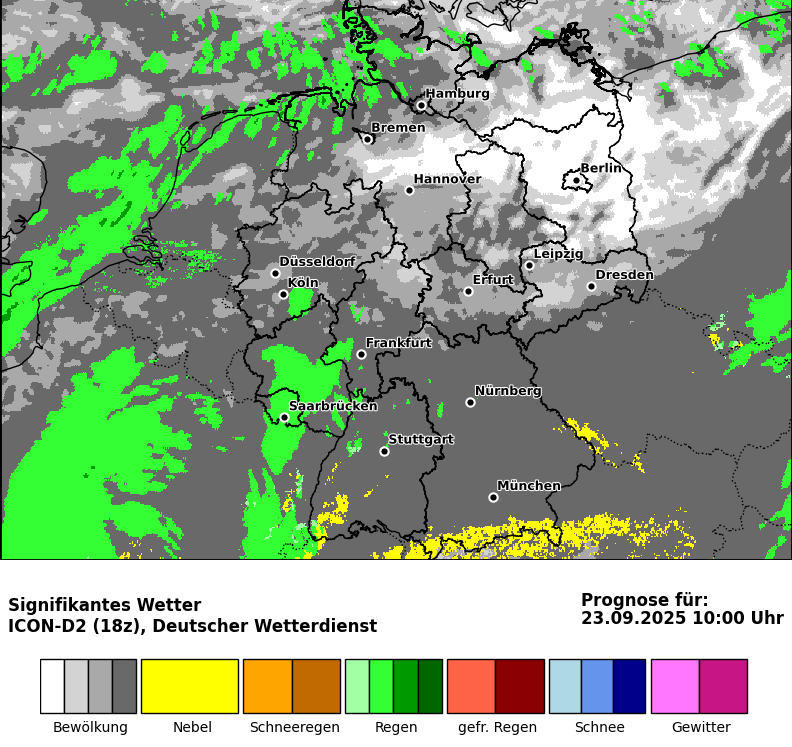 Hamburg
Bremen
Berlin
Hannover
Leipzig
Düsseldorf
Dresden
Köln
Erfurt
Frankfurt
Nürnberg
Saarbrücken
Stuttgart
München
Signifikantes Wetter
ICON-D2 (18z), Deutscher Wetterdienst
Prognose für:
23.09.2025 10:00 Uhr
Bewölkung
Nebel
Schneeregen
Regen
gefr. Regen
Schnee
Gewitter